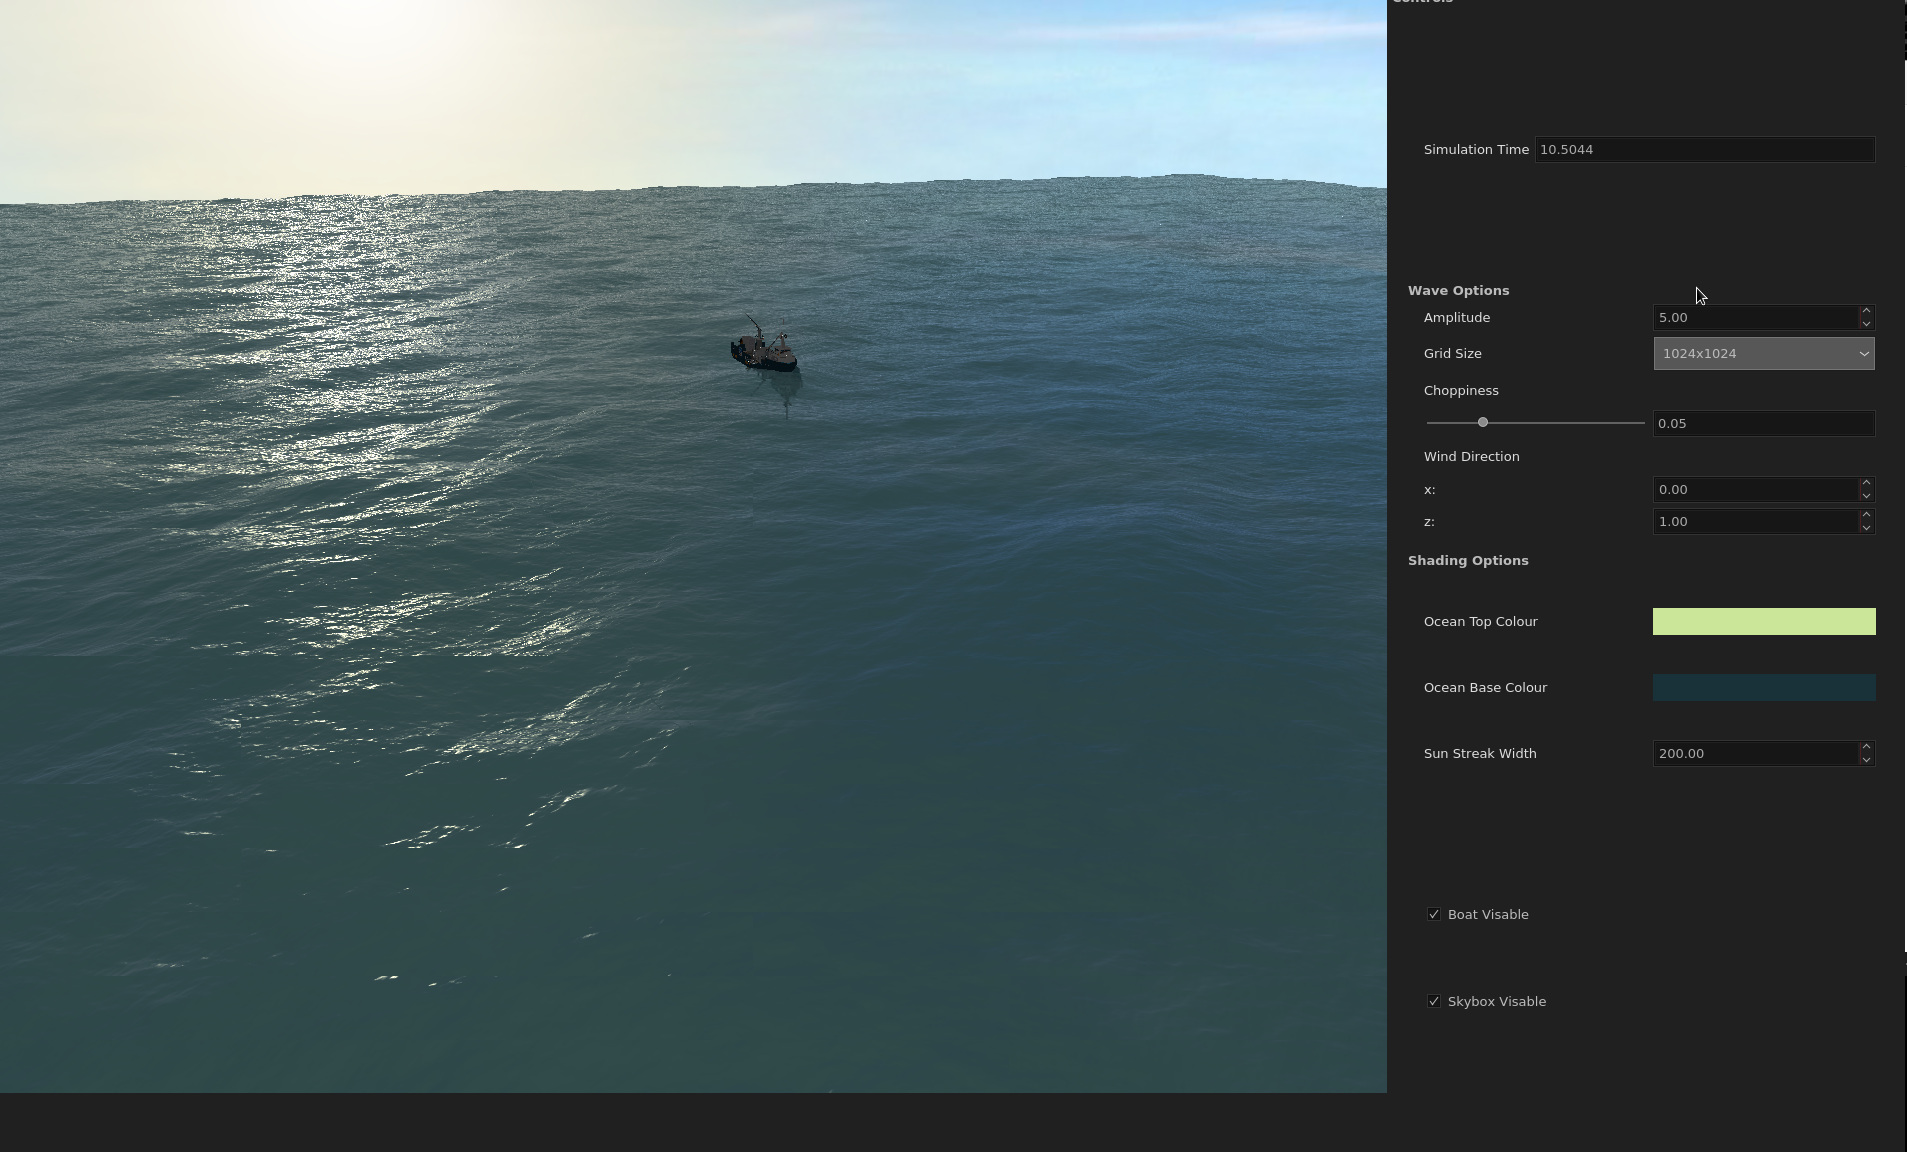 Controls
Simulation Time 10.5044
Wave Options
Amplitude 5.00
Grid Size 1024x1024
Choppiness
0.05
Wind Direction
x: 0.00
z: 1.00
Shading Options
Ocean Top Colour
Ocean Base Colour
Sun Streak Width 200.00
Boat Visable
Skybox Visable